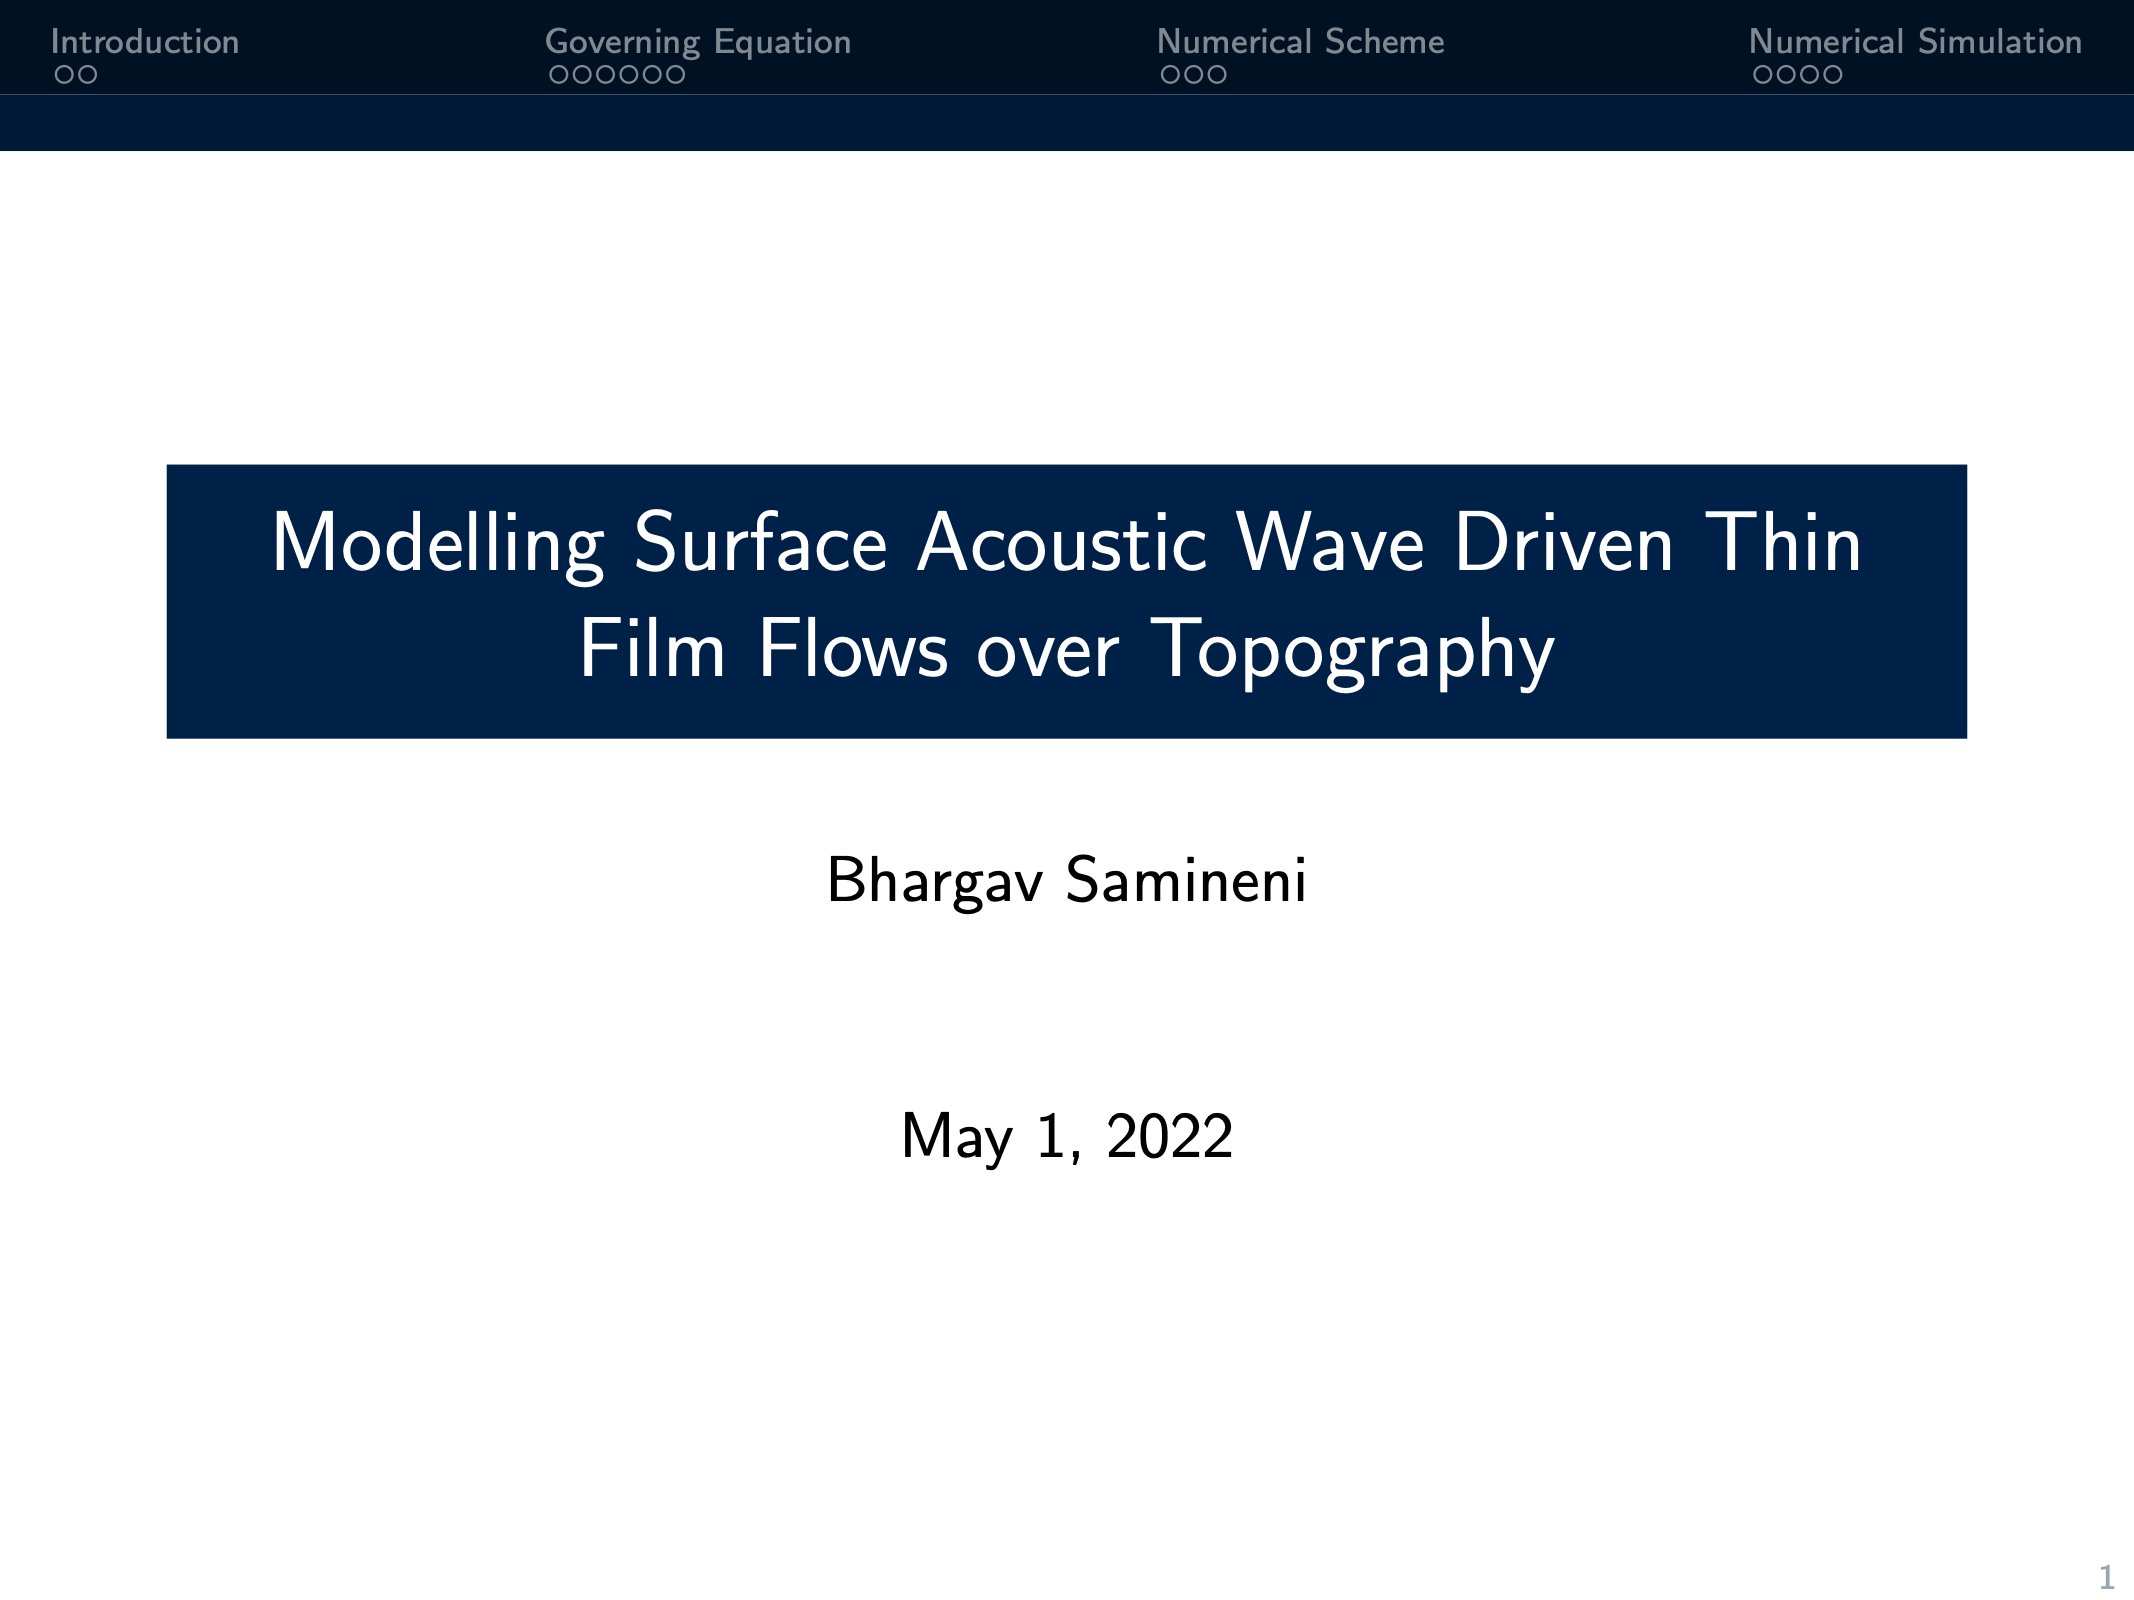 Introduction
Governing Equation
Numerical Scheme
Numerical Simulation
Modelling Surface Acoustic Wave Driven Thin
Film Flows over Topography
Bhargav Samineni
May 1, 2022
1